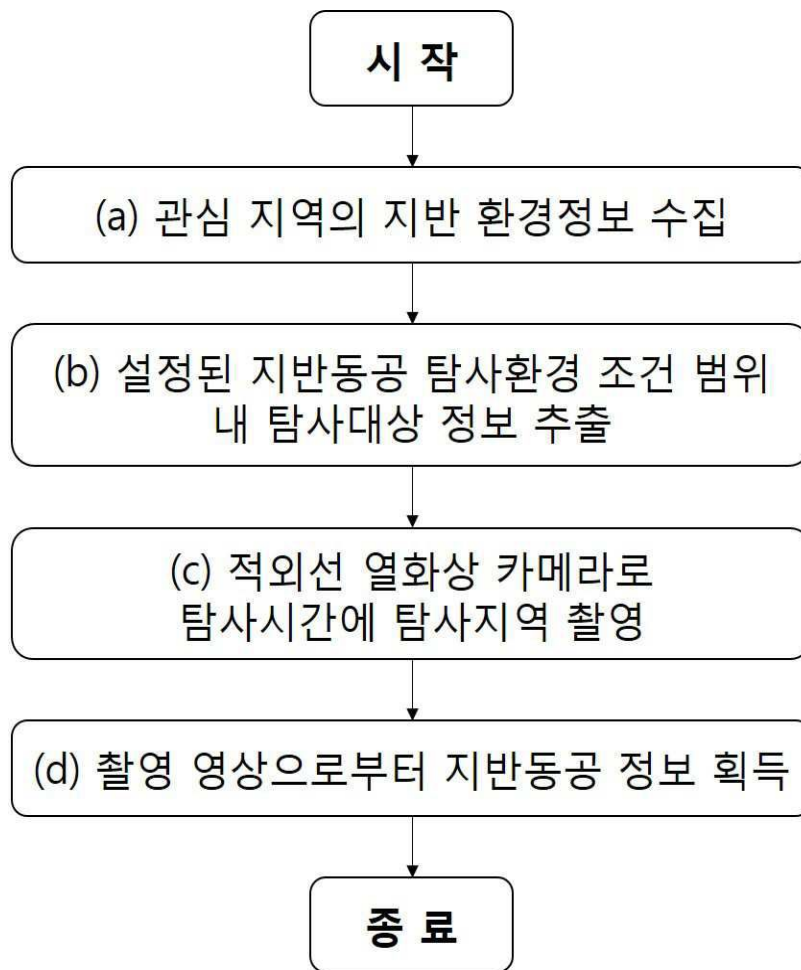 시 작
(a) 관심 지역의 지반 환경정보 수집
(b) 설정된 지반동공 탐사환경 조건 범위
내 탐사대상 정보 추출
(c) 적외선 열화상 카메라로
탐사시간에 탐사지역 촬영
(d) 촬영 영상으로부터 지반동공 정보 획득
종 료